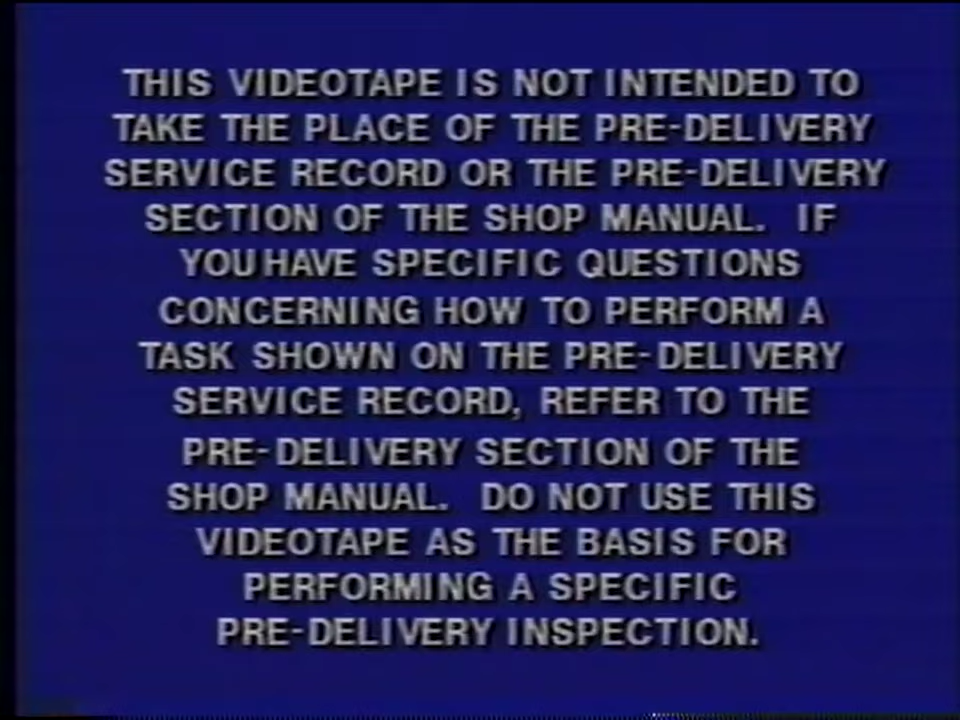 THIS VIDEOTAPE IS NOT INTENDED TO
TAKE THE PLACE OF THE PRE-DELIVERY
SERVICE RECORD OR THE PRE-DELIVERY
SECTION OF THE SHOP MANUAL. IF
YOU HAVE SPECIFIC QUESTIONS
CONCERNING HOW TO PERFORM A
TASK SHOWN ON THE PRE-DELIVERY
SERVICE RECORD, REFER TO THE
PRE-DELIVERY SECTION OF THE
SHOP MANUAL. DO NOT USE THIS
VIDEOTAPE AS THE BASIS FOR
PERFORMING A SPECIFIC
PRE-DELIVERY INSPECTION.